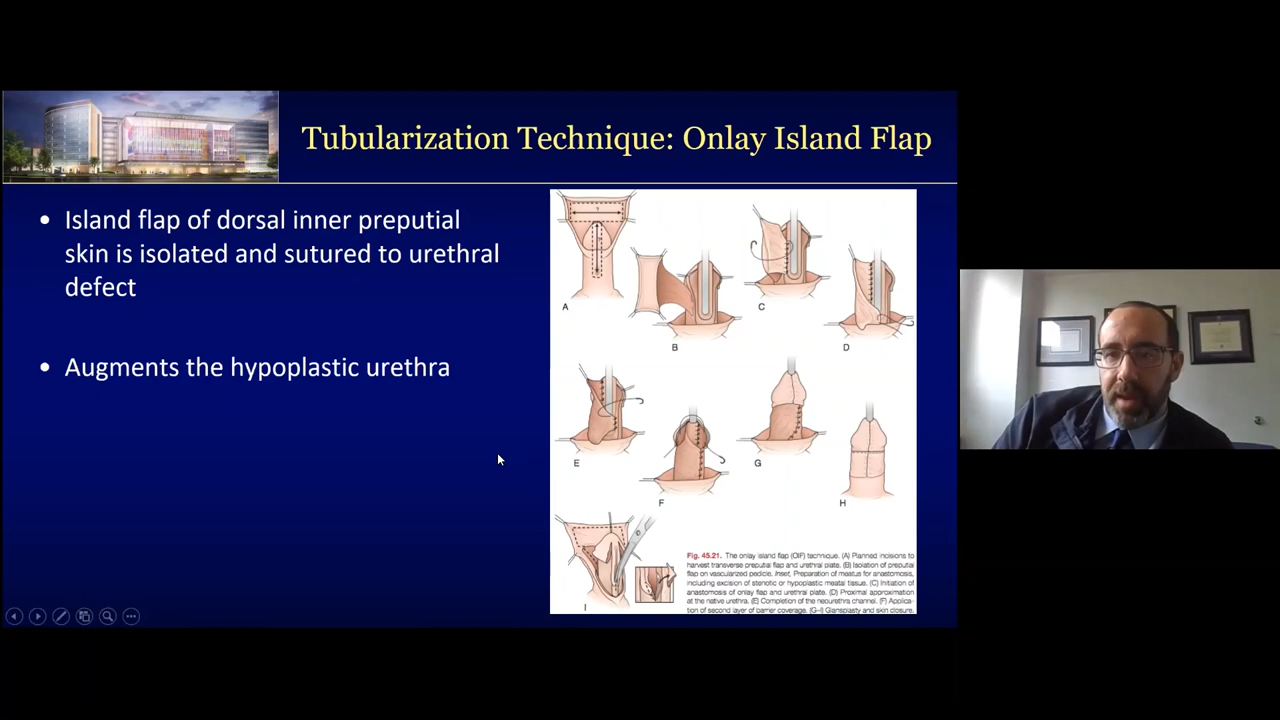 Tubularization Technique: Onlay Island Flap
• Island flap of dorsal inner preputial
skin is isolated and sutured to urethral
defect
• Augments the hypoplastic urethra
A
B
C
D
E
F
G
H
I
Fig. 45.21. The onlay island flap (OIF) technique. (A) Planned incisions to
harvest transverse preputial flap and urethral plate. (B) Isolation of preputial
flap on vascularized pedicle. Inset, Preparation of meatus for anastomosis,
including excision of stenotic or hypoplastic meatal tissue. (C) Initiation of
anastomosis of onlay flap and urethral plate. (D) Proximal approximation
at the native urethra. (E) Completion of the neourethra channel. (F) Applica-
tion of second layer of barrier coverage. (G–I) Glansplasty and skin closure.